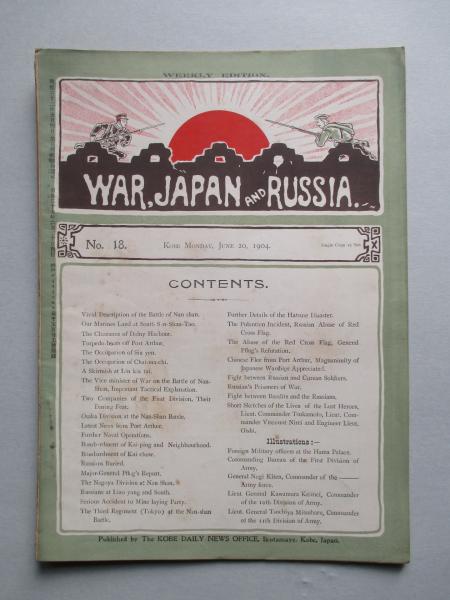 WEEKLY EDITION.
WAR, JAPAN AND RUSSIA.
No. 18.
KOBE MONDAY, JUNE 20, 1904.
Single Copy 15 Sen
CONTENTS.
Vivid Description of the Battle of Nan shan.
Our Marines Land at South S n-Shan-Tao.
The Clearance of Dalny Harbour.
Torpedo-boats off Port Arthur.
The Occupation of Siu yen.
The Occupation of Chai-ma-chi.
A Skirmish at Lin kia tai.
The Vice minister of War on the Battle of Nan-
Shan, Important Tactical Explanation.
Two Companies of the First Division, Their
Daring Feat.
Osaka Division at the Nan-Shan Battle.
Latest News from Port Arthur.
Further Naval Operations.
Bombardment of Kai-ping and Neighbourhood.
Bombardment of Kai chow.
Russians Buried.
Major-General Pflug's Report.
The Nagoya Division at Nan Shan.
Russians at Liao yang and South.
Serious Accident to Mine laying Party.
The Third Regiment (Tokyo) at the Nan-shan
Battle.
Further Details of the Hatsuse Disaster.
The Pulontien Incident, Russian Abuse of Red
Cross Flag.
The Abuse of the Red Cross Flag, General
Pflug's Refutation.
Chinese Flee from Port Arthur, Magnanimity of
Japanese Warships Appreciated.
Fight between Russian and Corean Soldiers.
Russian's Prisoners of War.
Fight between Bandits and the Russians.
Short Sketches of the Lives of the Lost Heroes,
Lieut. Commander Tsukamoto, Lieut. Com-
mander Viscount Nitti and Engineer Lieut.
Oishi.
Illustrations:—
Foreign Military officers at the Hama Palace.
Commanding Bureau of the First Division of
Army.
General Nogi Kiten, Commander of the ——
Army force.
Lieut. General Kawamura Keimei, Commander
of the 10th Division of Army.
Lieut. General Tsuchiya Mitsuharu, Commander
of the 11th Division of Army.
Published by The KOBE DAILY NEWS OFFICE, Sakaemachi, Kobe, Japan.